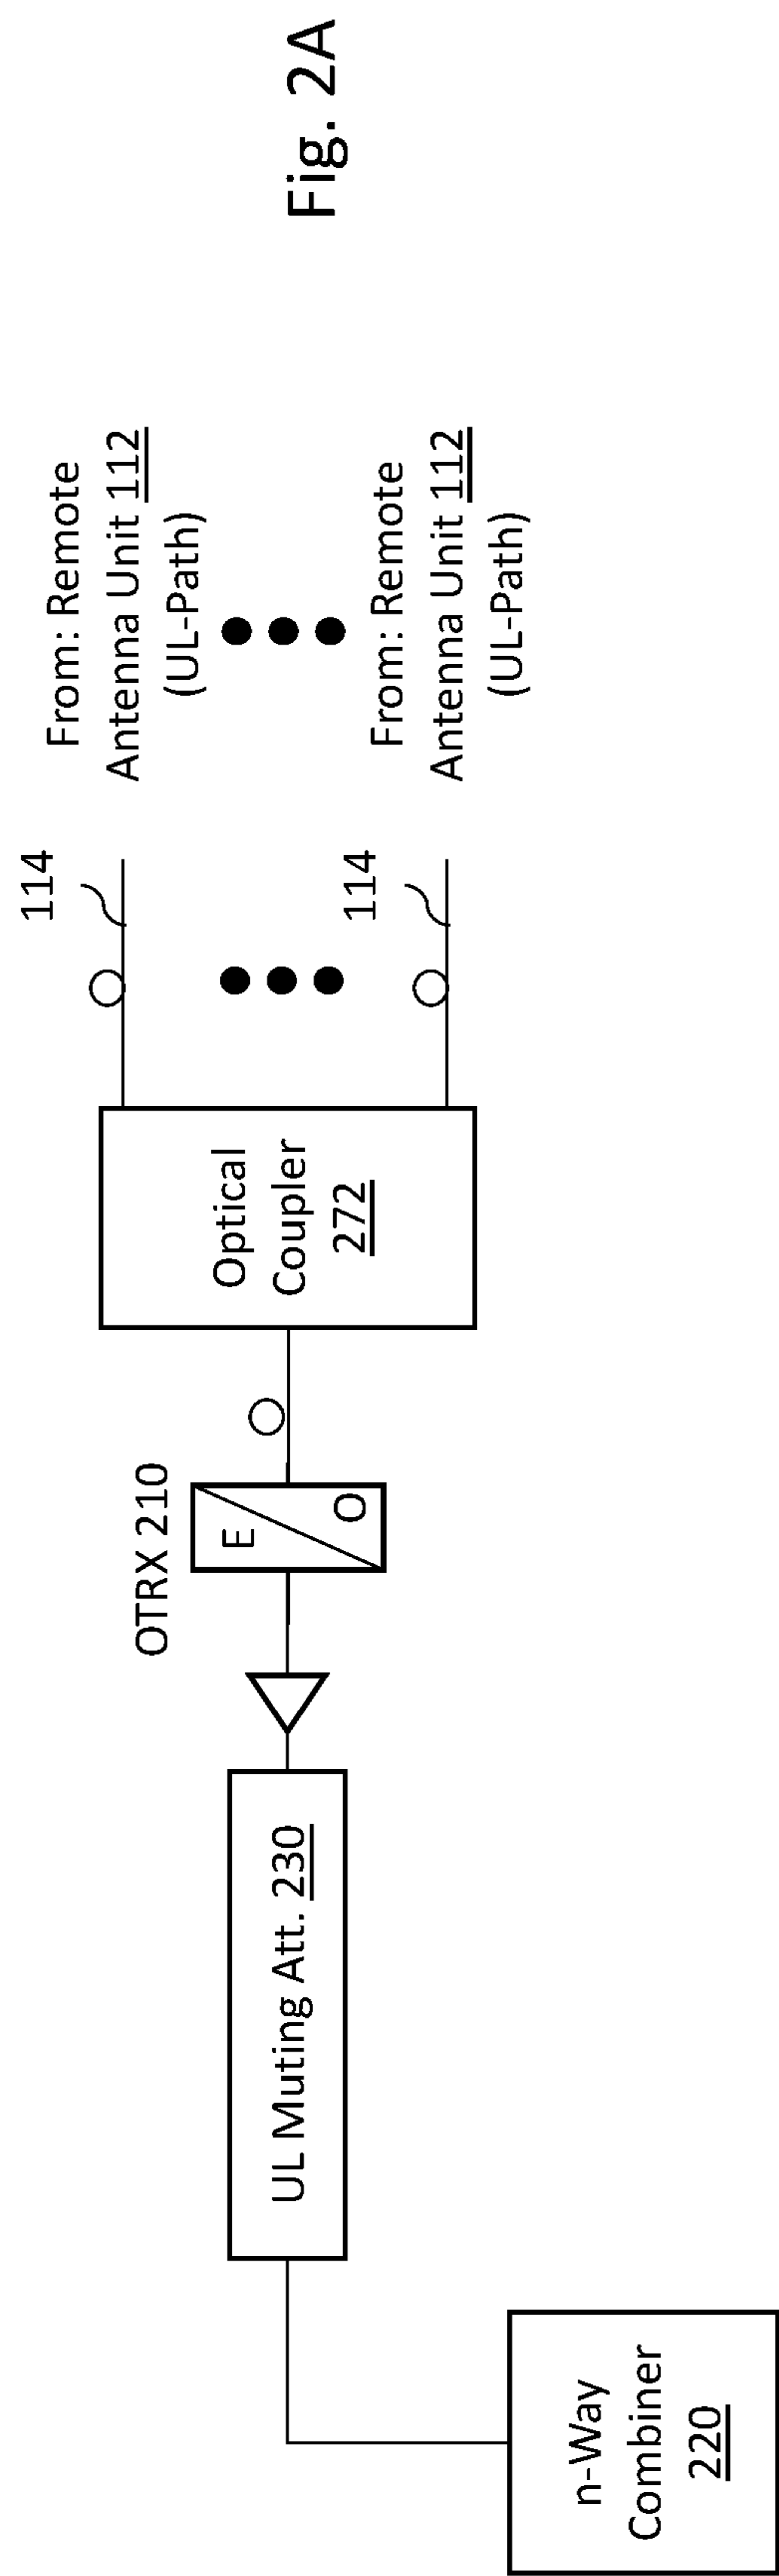 114
From: Remote
Antenna Unit 112
(UL-Path)
OTRX 210
E
O
Optical
Coupler
272
UL Muting Att. 230
114
From: Remote
Antenna Unit 112
(UL-Path)
n-Way
Combiner
220
Fig. 2A